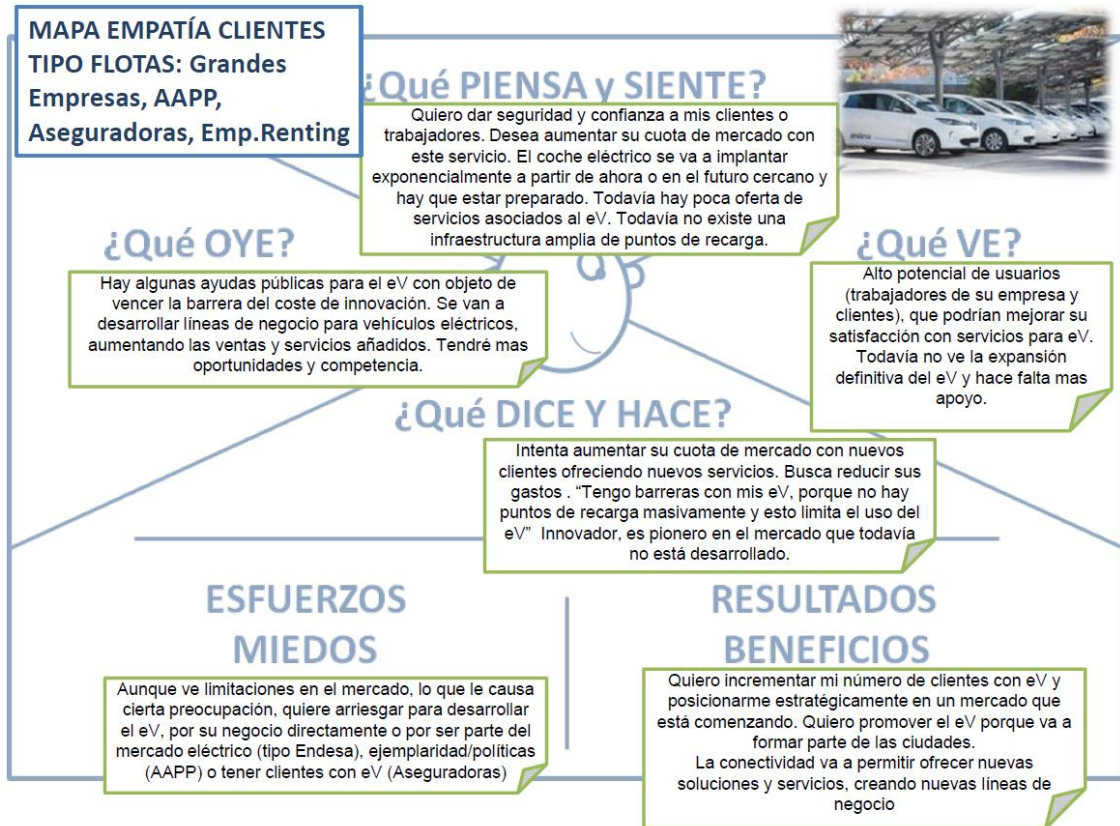 MAPA EMPATÍA CLIENTES
TIPO FLOTAS: Grandes
Empresas, AAPP,
Aseguradoras, Emp.Renting
¿Qué PIENSA y SIENTE?
Quiero dar seguridad y confianza a mis clientes o
trabajadores. Desea aumentar su cuota de mercado con
este servicio. El coche eléctrico se va a implantar
exponencialmente a partir de ahora o en el futuro cercano y
hay que estar preparado. Todavía hay poca oferta de
servicios asociados al eV. Todavía no existe una
infraestructura amplia de puntos de recarga.
¿Qué OYE?
Hay algunas ayudas públicas para el eV con objeto de
vencer la barrera del coste de innovación. Se van a
desarrollar líneas de negocio para vehículos eléctricos,
aumentando las ventas y servicios añadidos. Tendré mas
oportunidades y competencia.
¿Qué VE?
Alto potencial de usuarios
(trabajadores de su empresa y
clientes), que podrían mejorar su
satisfacción con servicios para eV.
Todavía no ve la expansión
definitiva del eV y hace falta mas
apoyo.
¿Qué DICE Y HACE?
Intenta aumentar su cuota de mercado con nuevos
clientes ofreciendo nuevos servicios. Busca reducir sus
gastos . “Tengo barreras con mis eV, porque no hay
puntos de recarga masivamente y esto limita el uso del
eV” Innovador, es pionero en el mercado que todavía
no está desarrollado.
ESFUERZOS
MIEDOS
Aunque ve limitaciones en el mercado, lo que le causa
cierta preocupación, quiere arriesgar para desarrollar
el eV, por su negocio directamente o por ser parte del
mercado eléctrico (tipo Endesa), ejemplaridad/políticas
(AAPP) o tener clientes con eV (Aseguradoras)
RESULTADOS
BENEFICIOS
Quiero incrementar mi número de clientes con eV y
posicionarme estratégicamente en un mercado que
está comenzando. Quiero promover el eV porque va a
formar parte de las ciudades.
La conectividad va a permitir ofrecer nuevas
soluciones y servicios, creando nuevas líneas de
negocio